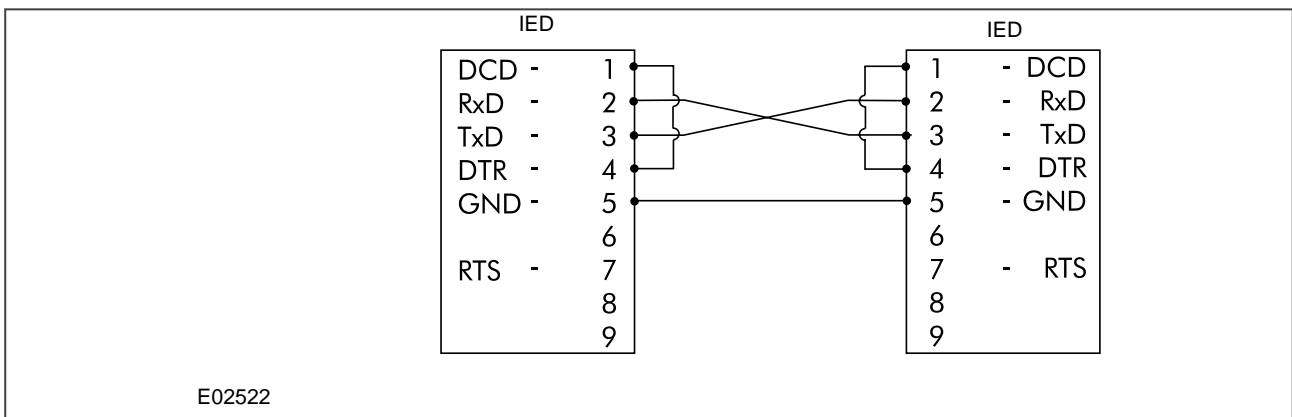 IED IED
DCD - 1 1 - DCD
RxD - 2 2 - RxD
TxD - 3 3 - TxD
DTR - 4 4 - DTR
GND - 5 5 - GND
6 6
RTS - 7 7 - RTS
8 8
9 9
E02522